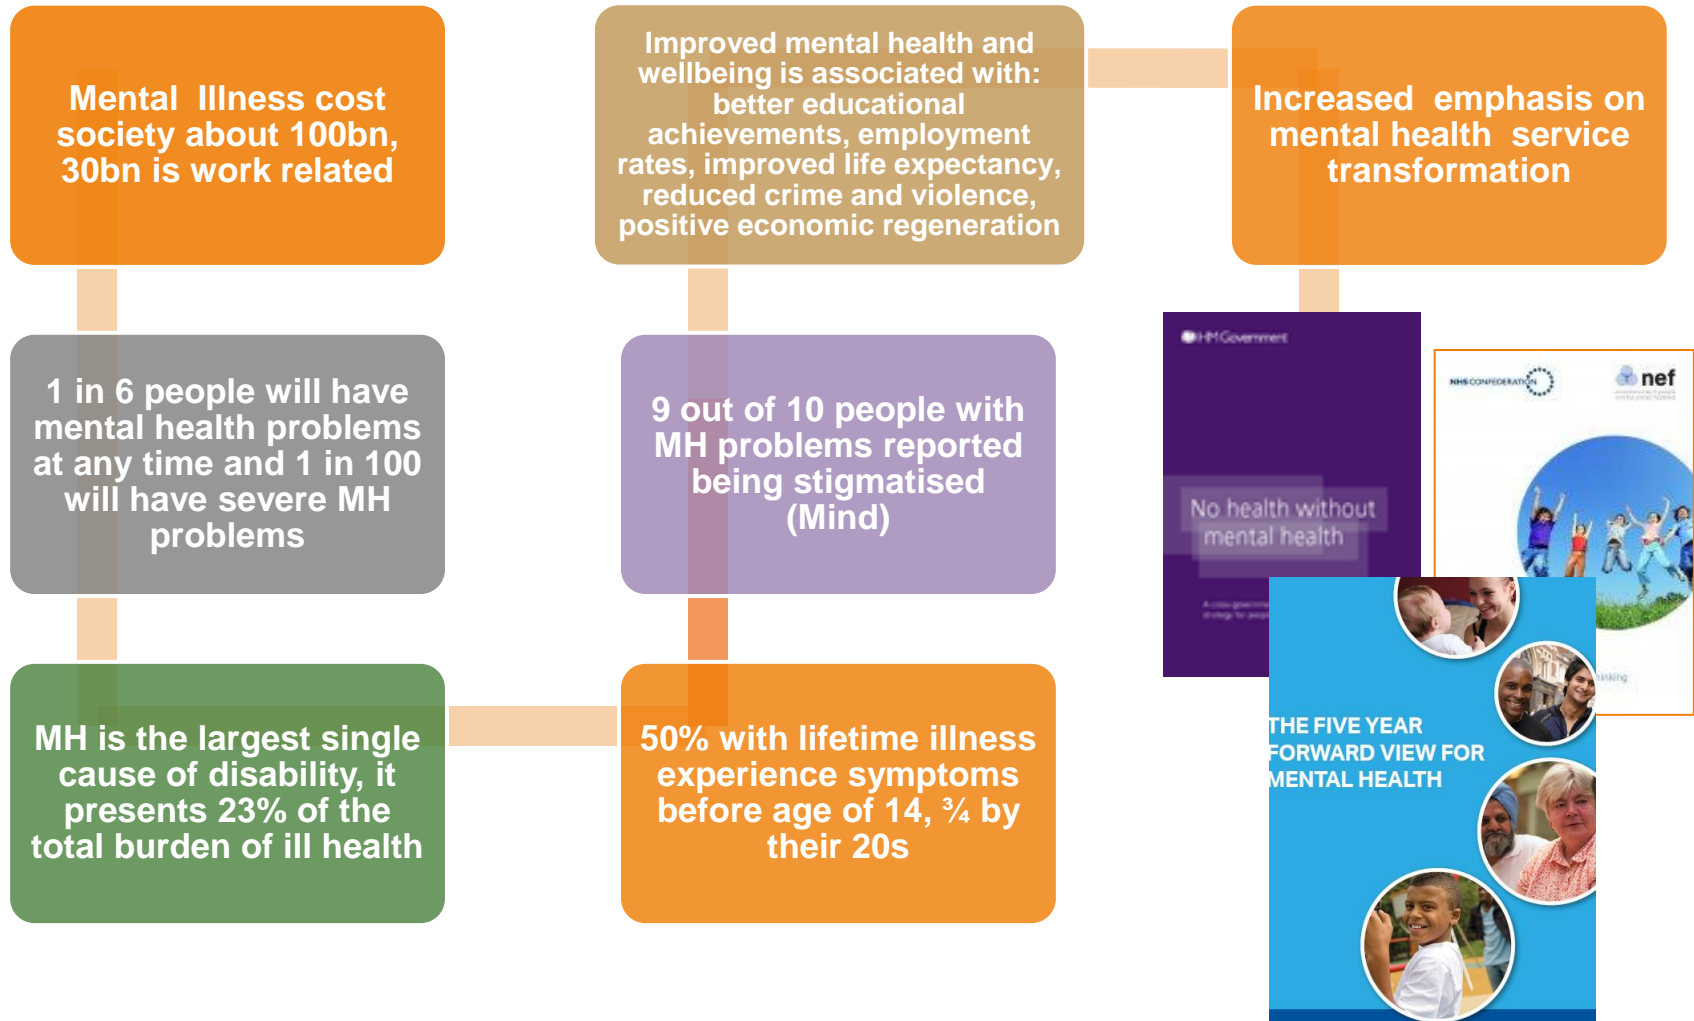 Mental Illness cost
society about 100bn,
30bn is work related
1 in 6 people will have
mental health problems
at any time and 1 in 100
will have severe MH
problems
MH is the largest single
cause of disability, it
presents 23% of the
total burden of ill health
50% with lifetime illness
experience symptoms
before age of 14, ¾ by
their 20s
9 out of 10 people with
MH problems reported
being stigmatised
(Mind)
Improved mental health and
wellbeing is associated with:
better educational
achievements, employment
rates, improved life expectancy,
reduced crime and violence,
positive economic regeneration
Increased emphasis on
mental health service
transformation
HM Government
No health without
mental health
A cross-government
strategy for people
NHS CONFEDERATION
nef
THE FIVE YEAR
FORWARD VIEW FOR
MENTAL HEALTH